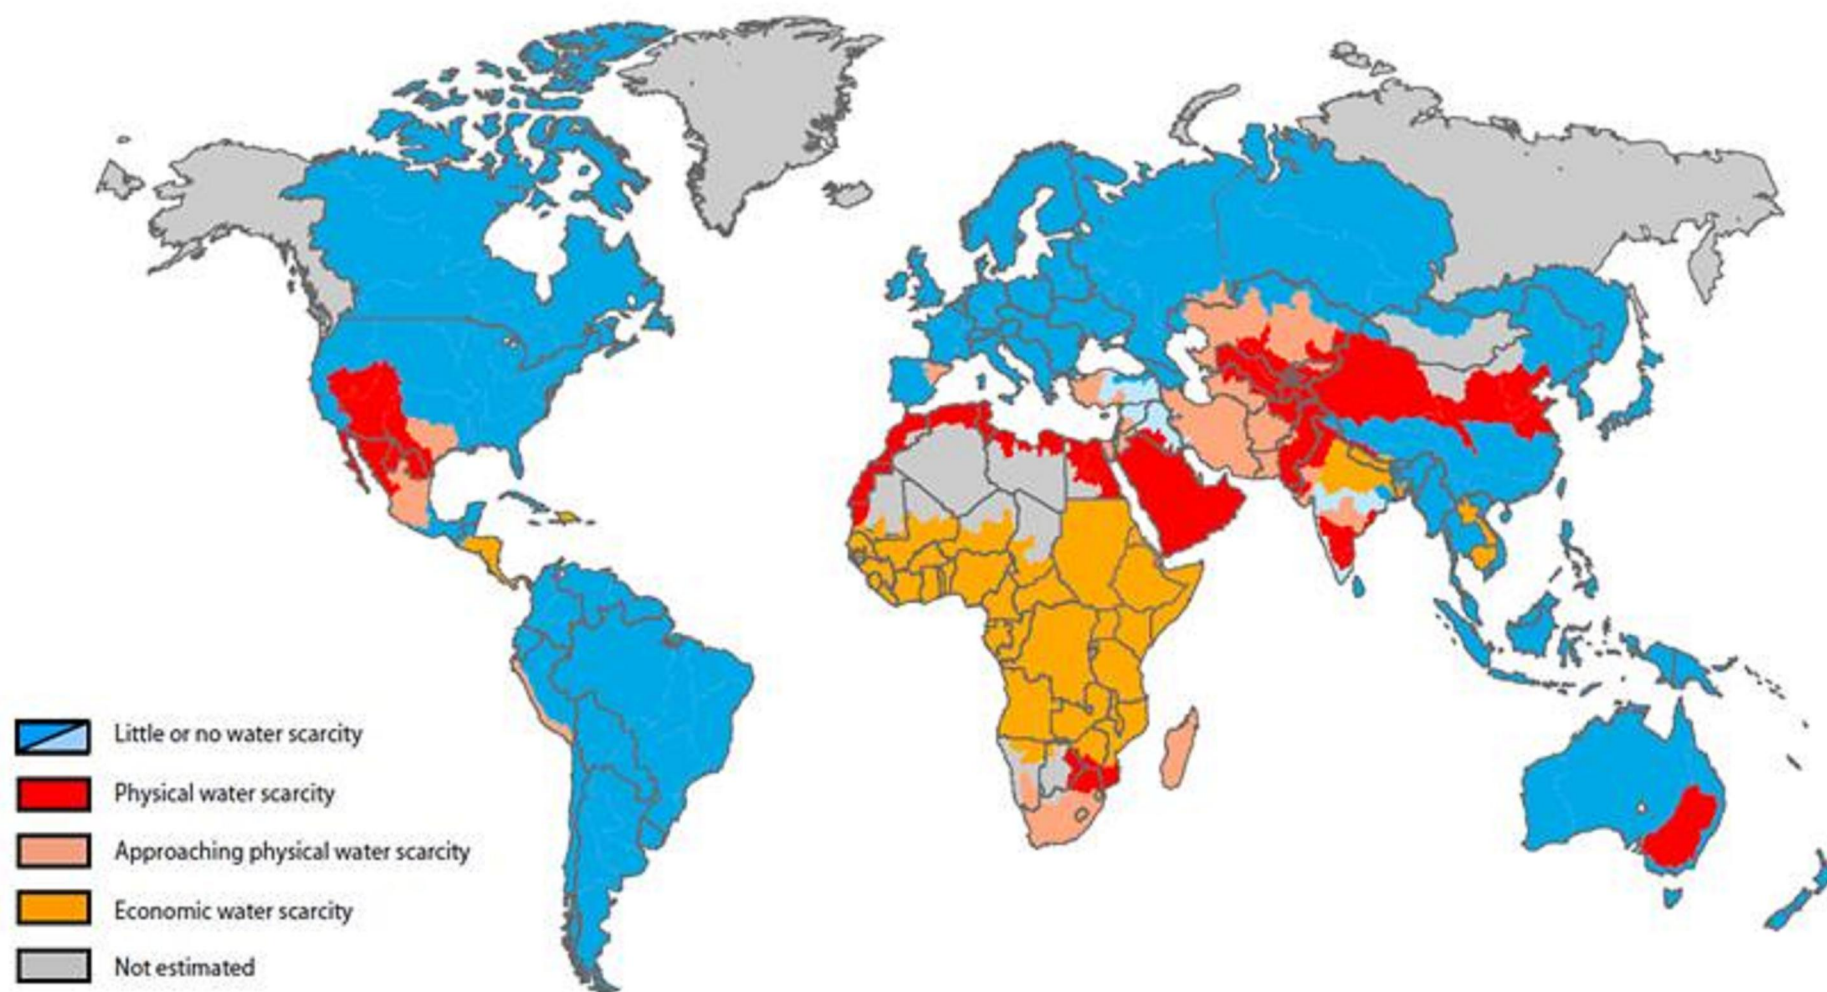 Little or no water scarcity
Physical water scarcity
Approaching physical water scarcity
Economic water scarcity
Not estimated